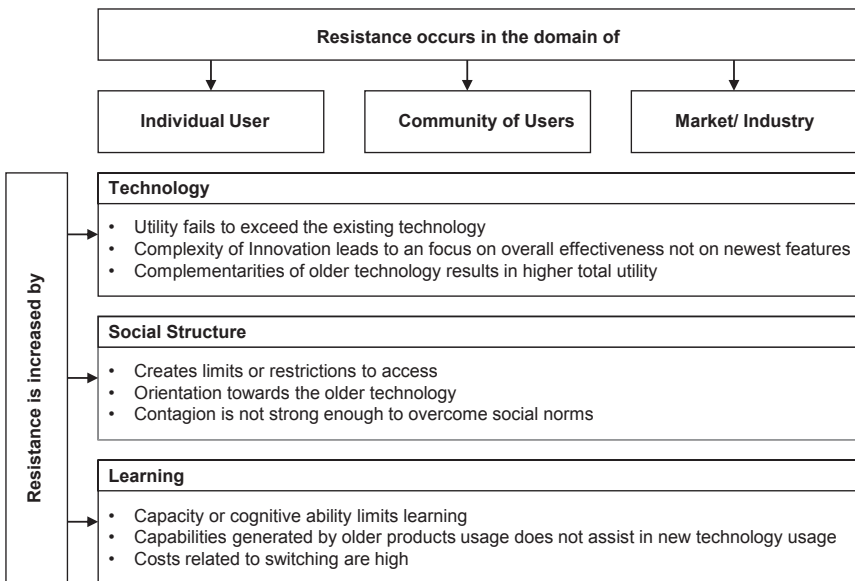 Resistance occurs in the domain of
Individual User
Community of Users
Market/ Industry
Resistance is increased by
Technology
• Utility fails to exceed the existing technology
• Complexity of Innovation leads to an focus on overall effectiveness not on newest features
• Complementarities of older technology results in higher total utility
Social Structure
• Creates limits or restrictions to access
• Orientation towards the older technology
• Contagion is not strong enough to overcome social norms
Learning
• Capacity or cognitive ability limits learning
• Capabilities generated by older products usage does not assist in new technology usage
• Costs related to switching are high